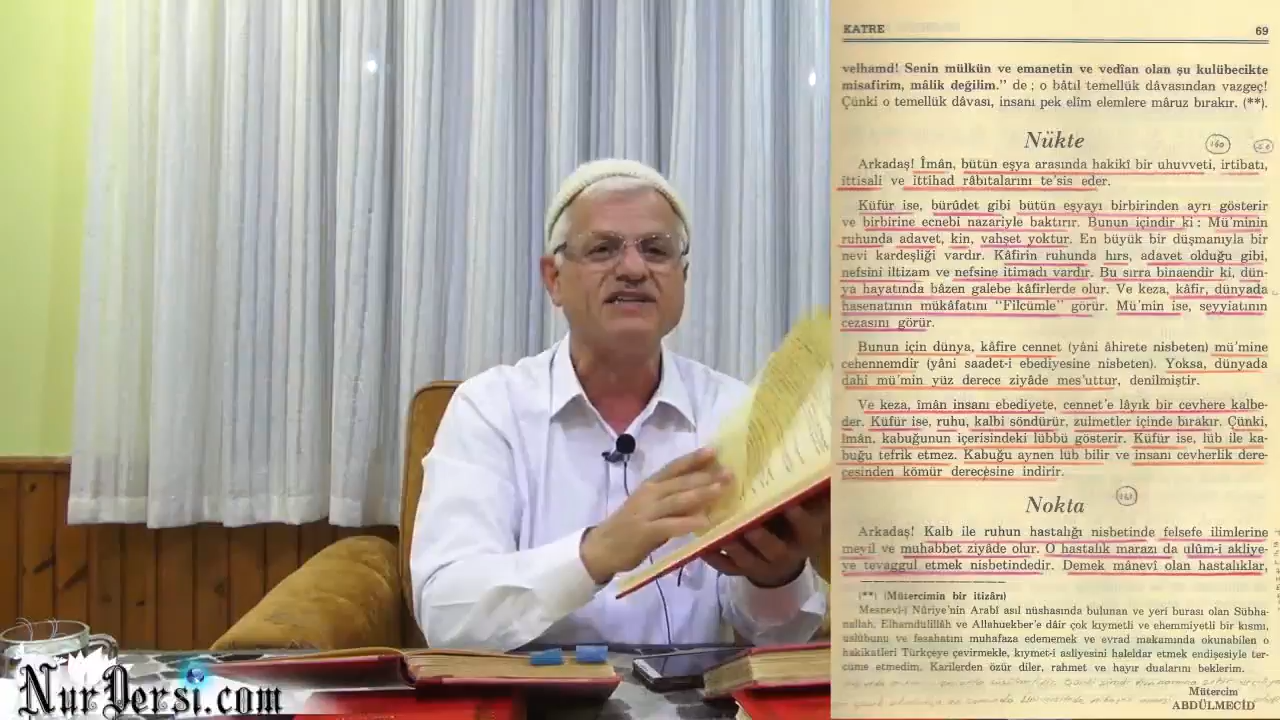 KATRE 69
velhamd! Senin mülkün ve emanetin ve vedîan olan şu kulübecikte
misafirim, mâlik değilim." de ; o bâtıl temellük dâvasından vazgeç!
Çünki o temellük dâvası, insanı pek elîm elemlere mâruz bırakır. (**).
Nükte 160
Arkadaş! Îmân, bütün eşya arasında hakikî bir uhuvveti, irtibatı,
ittisali ve ittihad râbıtalarını te'sis eder.
Küfür ise, bürûdet gibi bütün eşyayı birbirinden ayrı gösterir
ve birbirine ecnebi nazariyle baktırır. Bunun içindir ki : Mü'minin
ruhunda adavet, kin, vahşet yoktur. En büyük bir düşmanıyla bir
nevi kardeşliği vardır. Kâfirin ruhunda hırs, adavet olduğu gibi,
nefsini iltizam ve nefsine itimadı vardır. Bu sırra binaendir ki, dün-
ya hayatında bâzen galebe kâfirlerde olur. Ve keza, kâfir, dünyada
hasenatının mükâfatını "Filcümle" görür. Mü'min ise, seyyiatının
cezasını görür.
Bunun için dünya, kâfire cennet (yâni âhirete nisbeten) mü'mine
cehennemdir (yâni saadet-i ebediyesine nisbeten). Yoksa, dünyada
dahi mü'min yüz derece ziyâde mes'uttur, denilmiştir.
Ve keza, îmân insanı ebediyete, cennet'e lâyık bir cevhere kalbe-
der. Küfür ise, ruhu, kalbi söndürür, zulmetler içinde bırakır. Çünki,
îmân, kabuğunun içerisindeki lübbü gösterir. Küfür ise, lüb ile ka-
buğu tefrik etmez. Kabuğu aynen lüb bilir ve insanı cevherlik dere-
cesinden kömür derecesine indirir.
Nokta 161
Arkadaş! Kalb ile ruhun hastalığı nisbetinde felsefe ilimlerine
meyil ve muhabbet ziyâde olur. O hastalık marazı da ulûm-i akliye-
ye tevaggul etmek nisbetindedir. Demek mânevî olan hastalıklar,
(**) (Mütercimin bir itizârı)
Mesnevî-i Nûriye'nin Arabî asıl nüshasında bulunan ve yeri burası olan Sübha-
nallah, Elhamdülillâh ve Allahuekber'e dâir çok kıymetli ve ehemmiyetli bir kısmı,
uslûbunu ve fesahatını muhafaza edememek ve evrad makamında okunabilen o
hakikatleri Türkçeye çevirmekle, kıymet-i asliyesini haleldar etmek endişesiyle ter-
cüme etmedim. Karilerden özür diler, rahmet ve hayır dualarını beklerim.
Mütercim
ABDÜLMECİD
NurDersi.com